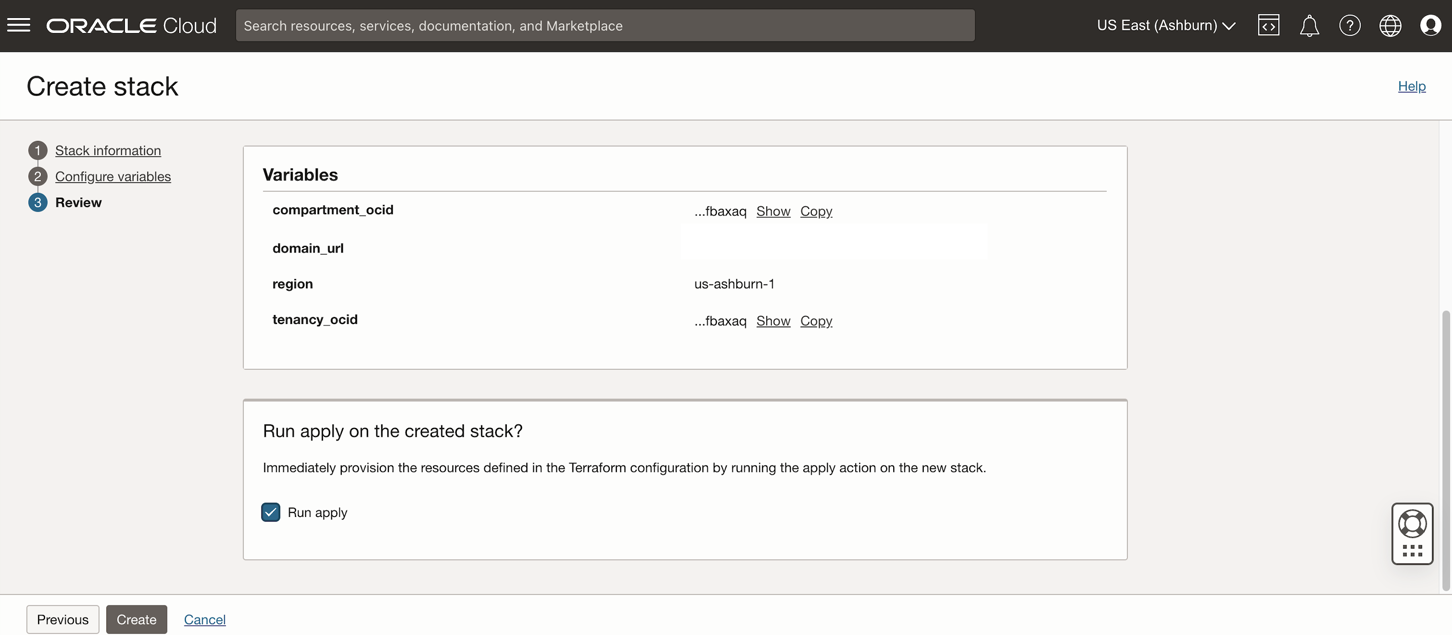 ORACLE Cloud
Search resources, services, documentation, and Marketplace
US East (Ashburn)
Create stack
Help
1 Stack information
2 Configure variables
3 Review
Variables
compartment_ocid ...fbaxaq Show Copy
domain_url
region us-ashburn-1
tenancy_ocid ...fbaxaq Show Copy
Run apply on the created stack?
Immediately provision the resources defined in the Terraform configuration by running the apply action on the new stack.
Run apply
Previous Create Cancel